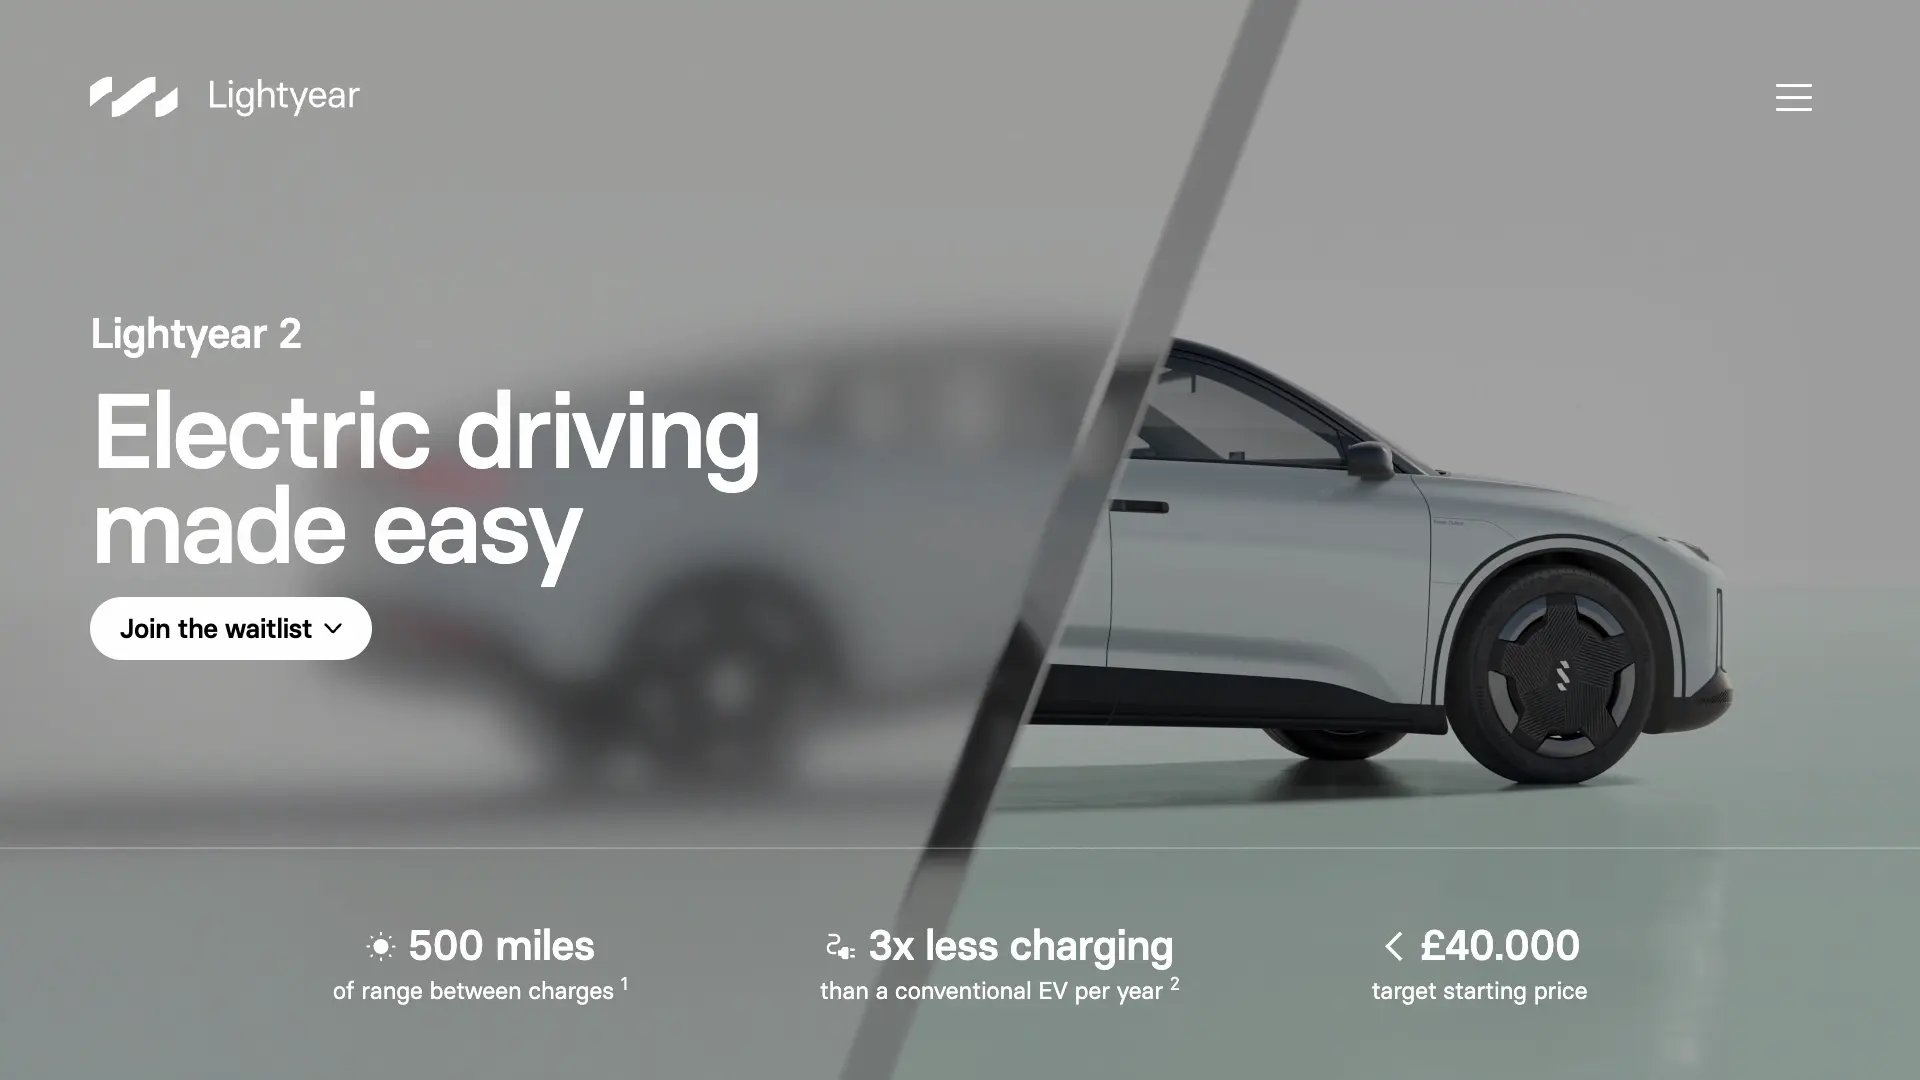 Lightyear
Lightyear 2
Electric driving
made easy
Join the waitlist
500 miles
of range between charges 1
3x less charging
than a conventional EV per year 2
< £40.000
target starting price